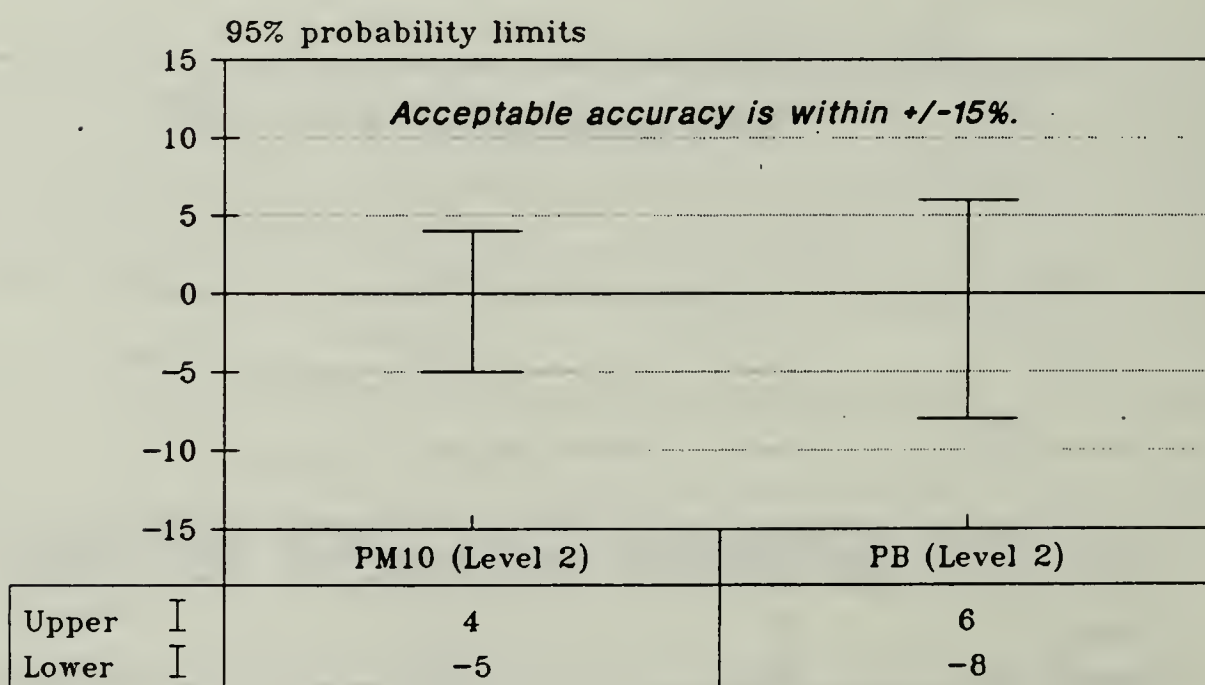 95% probability limits
15
Acceptable accuracy is within +/-15%.
10
5
0
-5
-10
-15
PM10 (Level 2) PB (Level 2)
Upper I 4 6
Lower I -5 -8